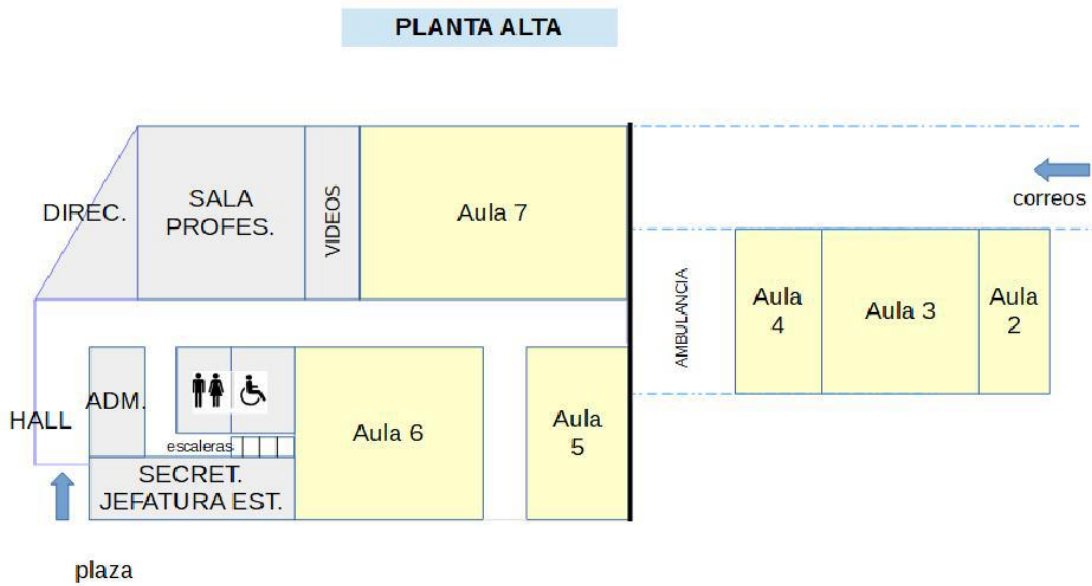 PLANTA ALTA
DIREC.
SALA
PROFES.
VIDEOS
Aula 7
correos
AMBULANCIA
Aula
4
Aula 3
Aula
2
HALL
ADM.
escaleras
Aula 6
Aula
5
SECRET.
JEFATURA EST.
plaza